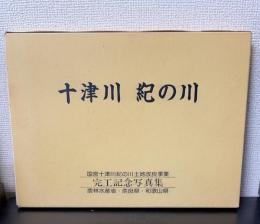 十津川 紀の川
国営十津川紀の川土地改良事業
完工記念写真集
農林水産省・奈良県・和歌山県